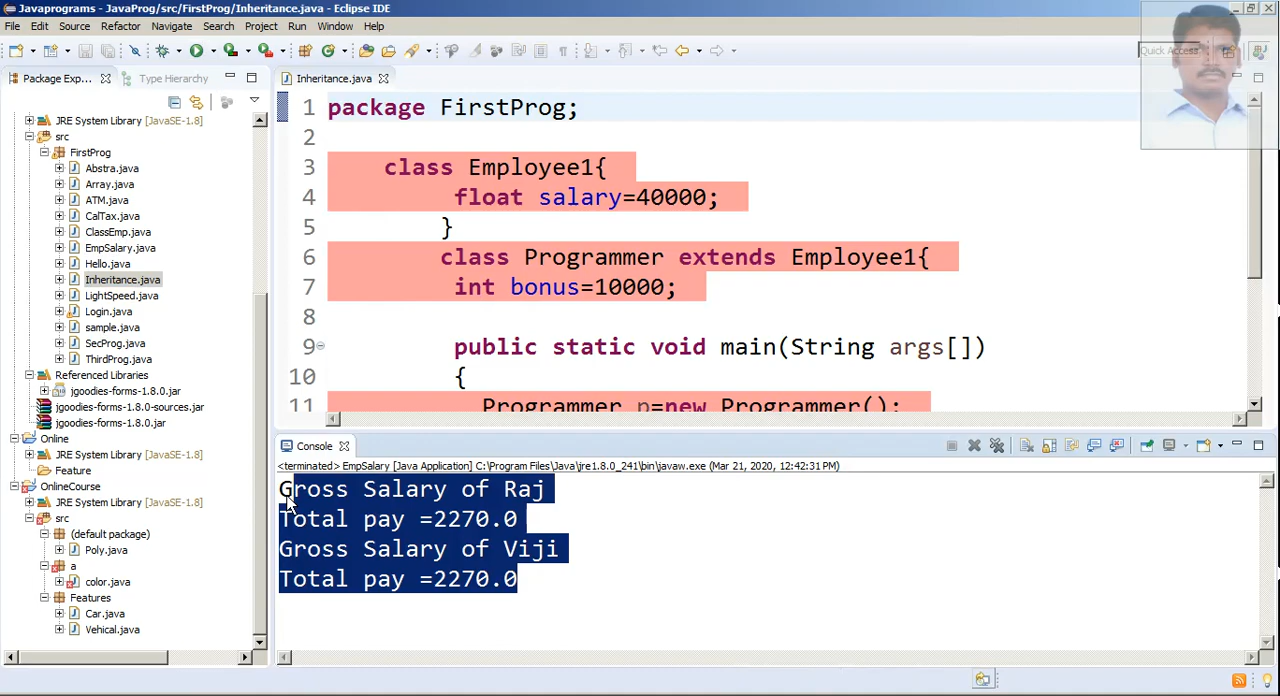 Javaprograms - JavaProg/src/FirstProg/Inheritance.java - Eclipse IDE
File Edit Source Refactor Navigate Search Project Run Window Help
Quick Access
Package Exp...
Type Hierarchy
JRE System Library [JavaSE-1.8]
src
FirstProg
Abstra.java
Array.java
ATM.java
CalTax.java
ClassEmp.java
EmpSalary.java
Hello.java
Inheritance.java
LightSpeed.java
Login.java
sample.java
SecProg.java
ThirdProg.java
Referenced Libraries
jgoodies-forms-1.8.0.jar
jgoodies-forms-1.8.0-sources.jar
jgoodies-forms-1.8.0.jar
Online
JRE System Library [JavaSE-1.8]
Feature
OnlineCourse
JRE System Library [JavaSE-1.8]
src
(default package)
Poly.java
a
color.java
Features
Car.java
Vehical.java
Inheritance.java
1 package FirstProg;
2
3 class Employee1{
4 float salary=40000;
5 }
6 class Programmer extends Employee1{
7 int bonus=10000;
8
9 public static void main(String args[])
10 {
11 Programmer p=new Programmer();
Console
<terminated> EmpSalary [Java Application] C:\Program Files\Java\jre1.8.0_241\bin\javaw.exe (Mar 21, 2020, 12:42:31 PM)
Gross Salary of Raj
Total pay =2270.0
Gross Salary of Viji
Total pay =2270.0